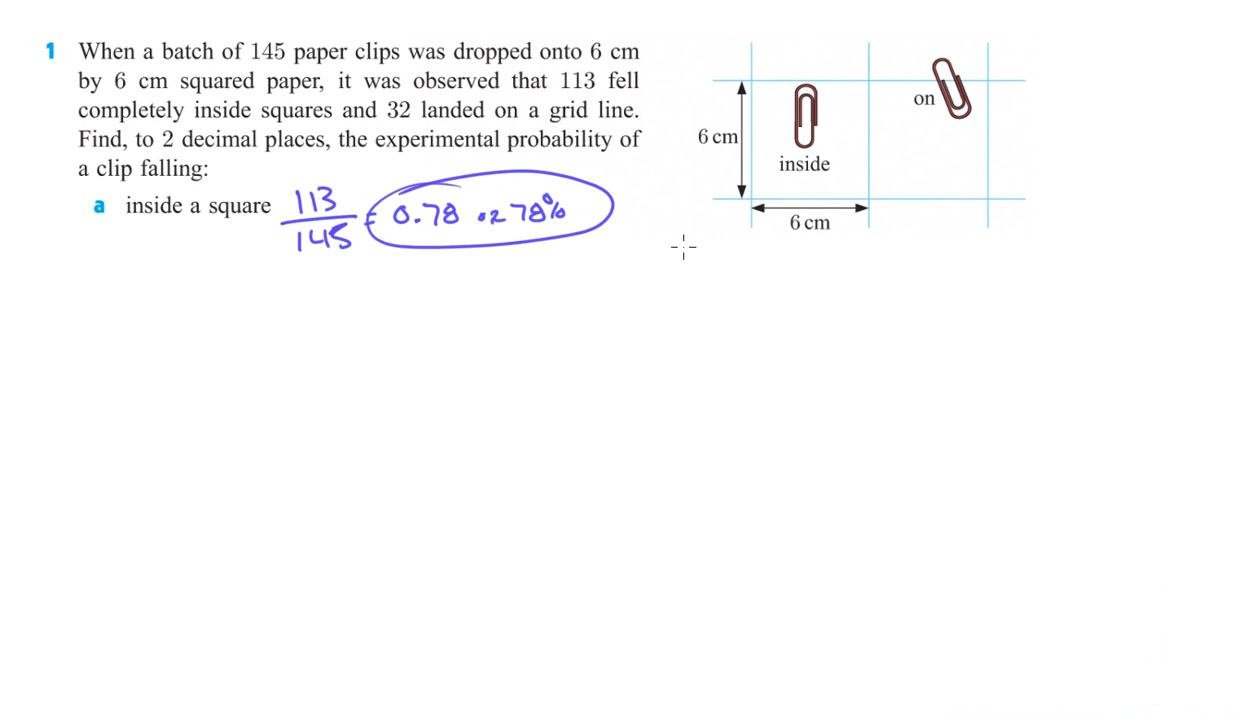 1 When a batch of 145 paper clips was dropped onto 6 cm
by 6 cm squared paper, it was observed that 113 fell
completely inside squares and 32 landed on a grid line.
Find, to 2 decimal places, the experimental probability of
a clip falling:
a inside a square 113/145 = 0.78 . 78%
6 cm
inside
6 cm
on